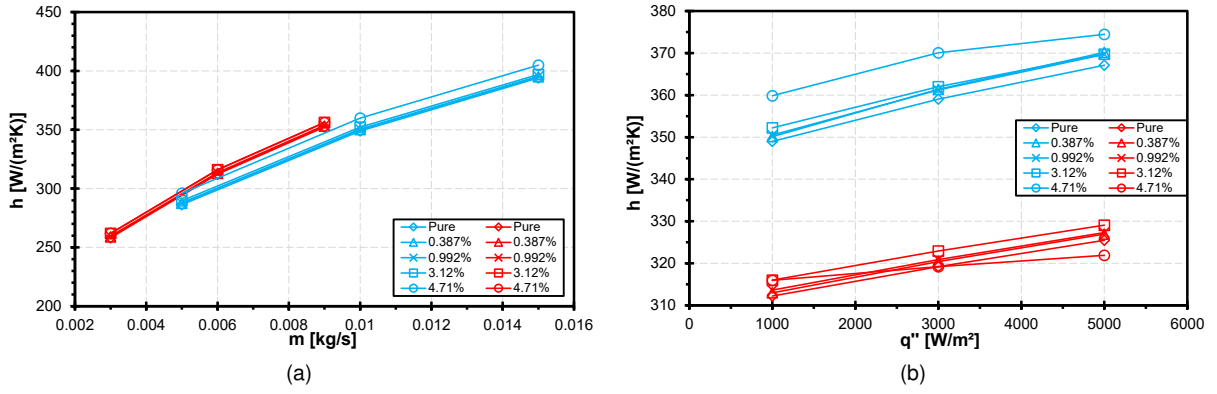 450
400
350
300
250
200
h [W/(m²K)]
0.002 0.004 0.006 0.008 0.01 0.012 0.014 0.016
m [kg/s]
Pure Pure
0.387% 0.387%
0.992% 0.992%
3.12% 3.12%
4.71% 4.71%
(a)
380
370
360
350
340
330
320
310
h [W/(m²K)]
0 1000 2000 3000 4000 5000 6000
q" [W/m²]
Pure Pure
0.387% 0.387%
0.992% 0.992%
3.12% 3.12%
4.71% 4.71%
(b)